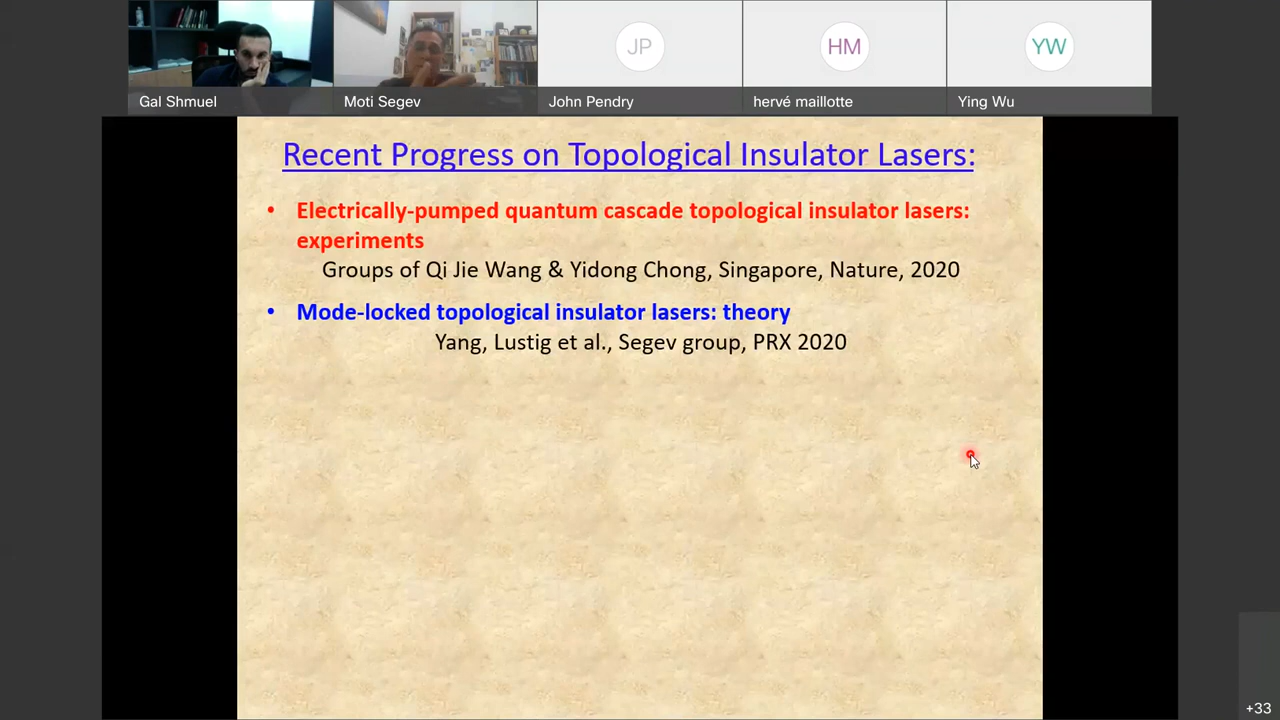 JP
HM
YW
Gal Shmuel
Moti Segev
John Pendry
hervé maillotte
Ying Wu
Recent Progress on Topological Insulator Lasers:
• Electrically-pumped quantum cascade topological insulator lasers:
experiments
Groups of Qi Jie Wang & Yidong Chong, Singapore, Nature, 2020
• Mode-locked topological insulator lasers: theory
Yang, Lustig et al., Segev group, PRX 2020
+33